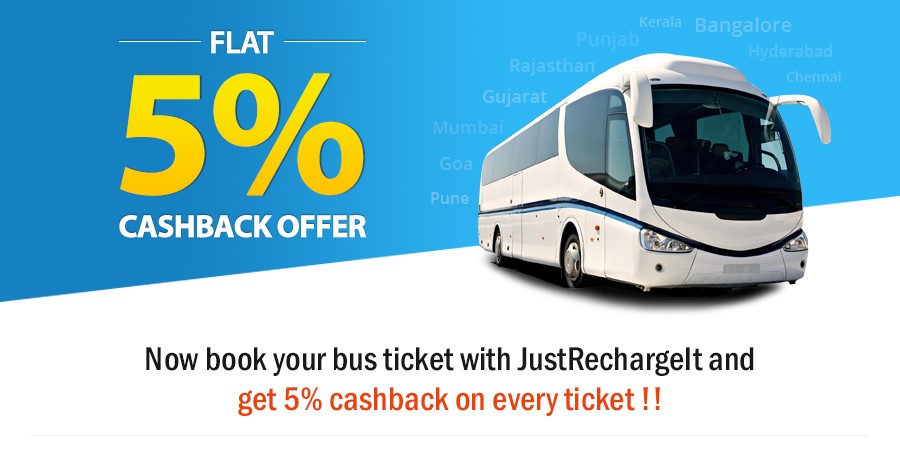 FLAT
5%
CASHBACK OFFER
Kerala
Bangalore
Punjab
Hyderabad
Rajasthan
Chennai
Gujarat
Mumbai
Goa
Pune
Now book your bus ticket with JustRechargeIt and
get 5% cashback on every ticket !!